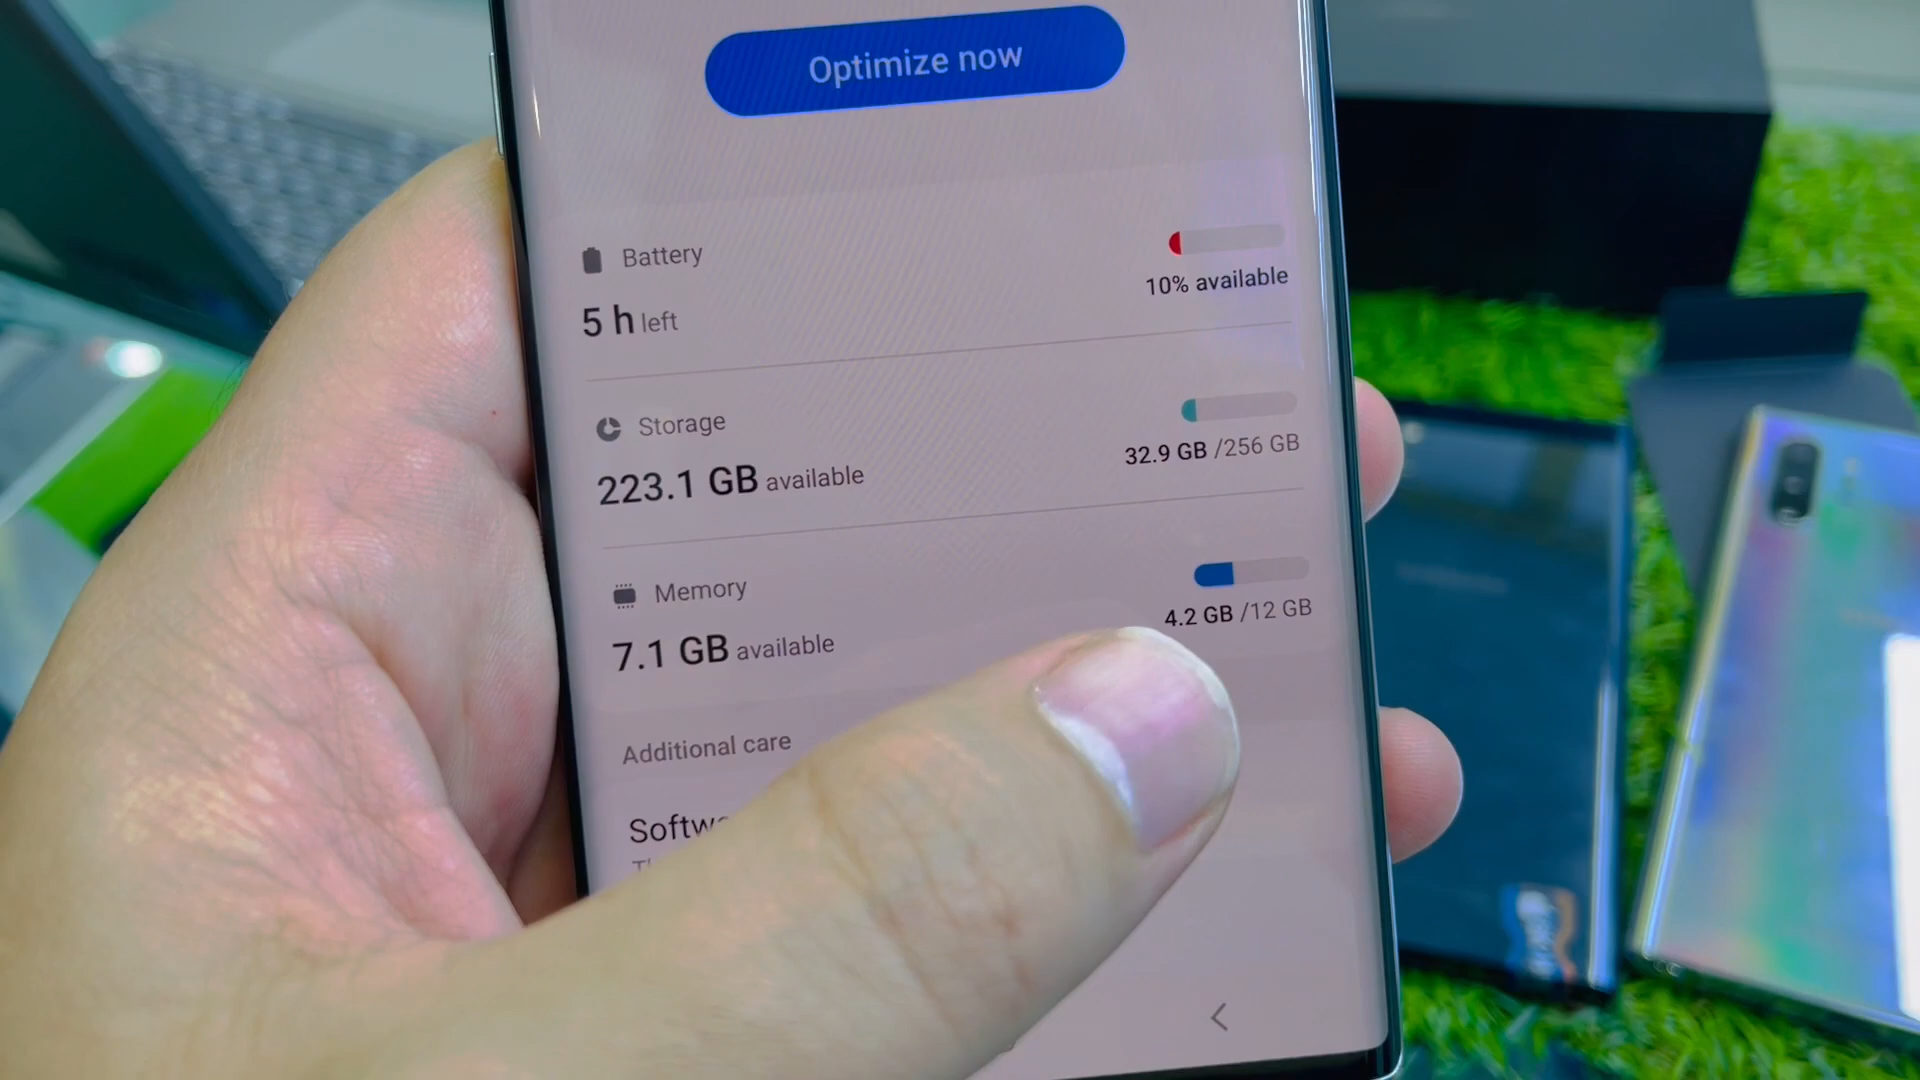 Optimize now
Battery
10% available
5 h left
Storage
32.9 GB /256 GB
223.1 GB available
Memory
4.2 GB /12 GB
7.1 GB available
Additional care